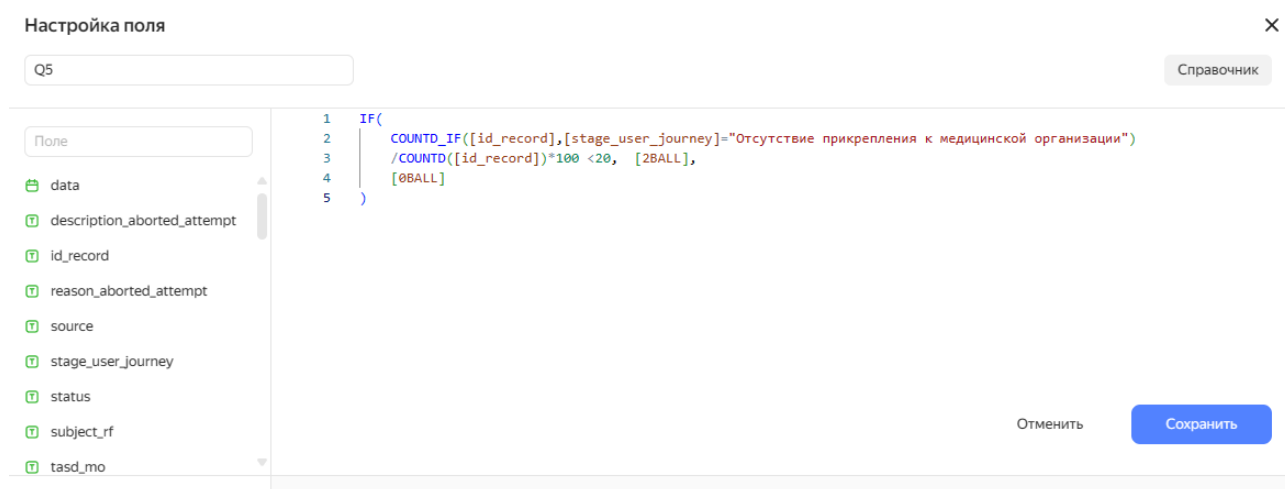 Настройка поля
Q5
Справочник
Поле
data
description_aborted_attempt
id_record
reason_aborted_attempt
source
stage_user_journey
status
subject_rf
tasd_mo
1 IF(
2 COUNTD_IF([id_record],[stage_user_journey]="Отсутствие прикрепления к медицинской организации")
3 /COUNTD([id_record])*100 <20, [2BALL],
4 [0BALL]
5 )
Отменить
Сохранить